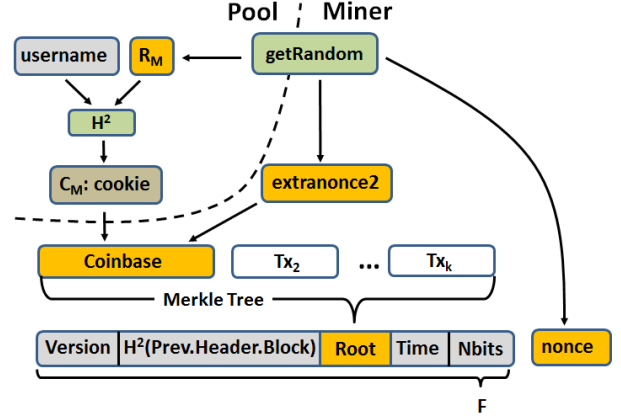 Pool / Miner
username
R_M
getRandom
H²
C_M: cookie
extranonce2
Coinbase
Tx₂
...
Tx_k
Merkle Tree
Version
H²(Prev.Header.Block)
Root
Time
Nbits
nonce
F